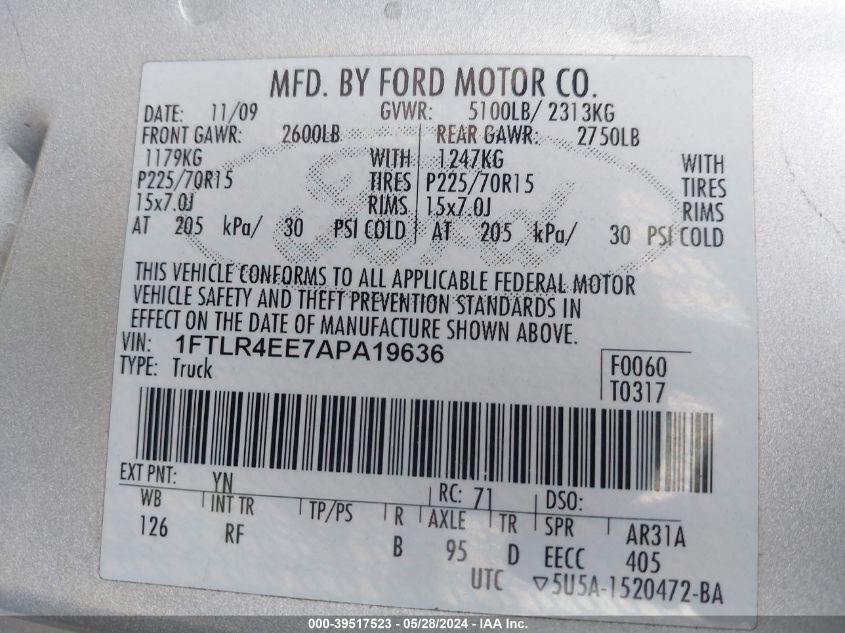 MFD. BY FORD MOTOR CO.
DATE: 11/09 GVWR: 5100LB/ 2313KG
FRONT GAWR: 2600LB REAR GAWR: 2750LB
1179KG WITH 1247KG WITH
P225/70R15 TIRES P225/70R15 TIRES
15x7.0J RIMS 15x7.0J RIMS
AT 205 kPa/ 30 PSI COLD AT 205 kPa/ 30 PSI COLD
THIS VEHICLE CONFORMS TO ALL APPLICABLE FEDERAL MOTOR
VEHICLE SAFETY AND THEFT PREVENTION STANDARDS IN
EFFECT ON THE DATE OF MANUFACTURE SHOWN ABOVE.
VIN: 1FTLR4EE7APA19636
TYPE: Truck F0060
T0317
EXT PNT: YN RC: 71 DSO:
WB INT TR TP/PS R AXLE TR SPR AR31A
126 RF B 95 D EECC 405
UTC ▽5U5A-1520472-BA
000-39517523 - 05/28/2024 - IAA Inc.